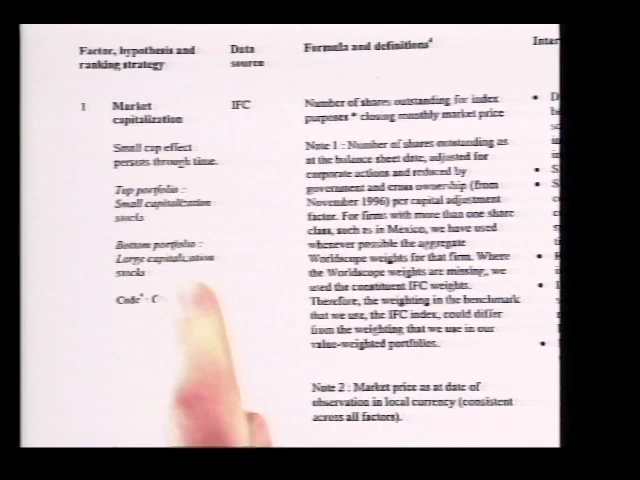 Factor, hypothesis and
ranking strategy
Data
source
Formula and definitions⁴
Inter
1
Market
capitalization
Small cap effect
persists through time.
Top portfolio :
Small capitalization
stocks
Bottom portfolio :
Large capitalization
stocks
Code* : C
IFC
Number of shares outstanding for index
purposes * closing monthly market price
Note 1 : Number of shares outstanding as
at the balance sheet date, adjusted for
corporate actions and reduced by
government and cross ownership (from
November 1996) per capital adjustment
factor. For firms with more than one share
class, such as in Mexico, we have used
whenever possible the aggregate
Worldscope weights for that firm. Where
the Worldscope weights are missing, we
used the constituent IFC weights.
Therefore, the weighting in the benchmark
that we use, the IFC index, could differ
from the weighting that we use in our
value-weighted portfolios.
Note 2 : Market price as at date of
observation in local currency (consistent
across all factors).